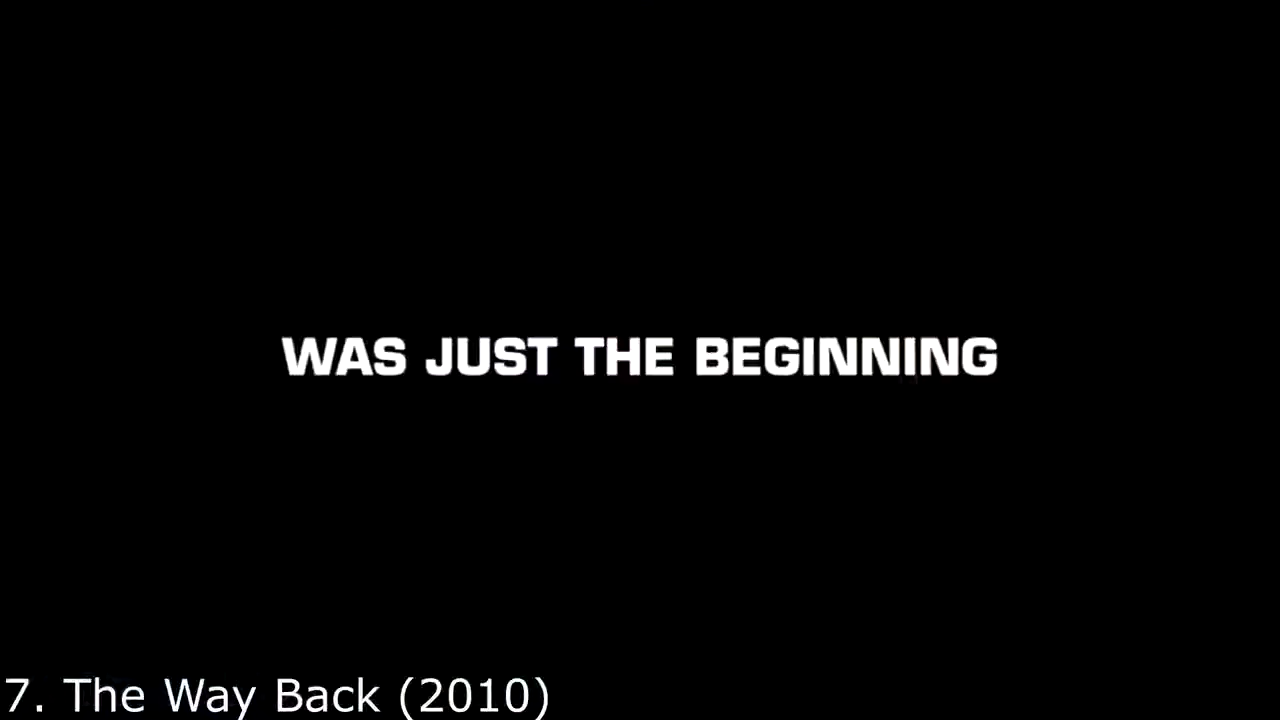 WAS JUST THE BEGINNING
7. The Way Back (2010)